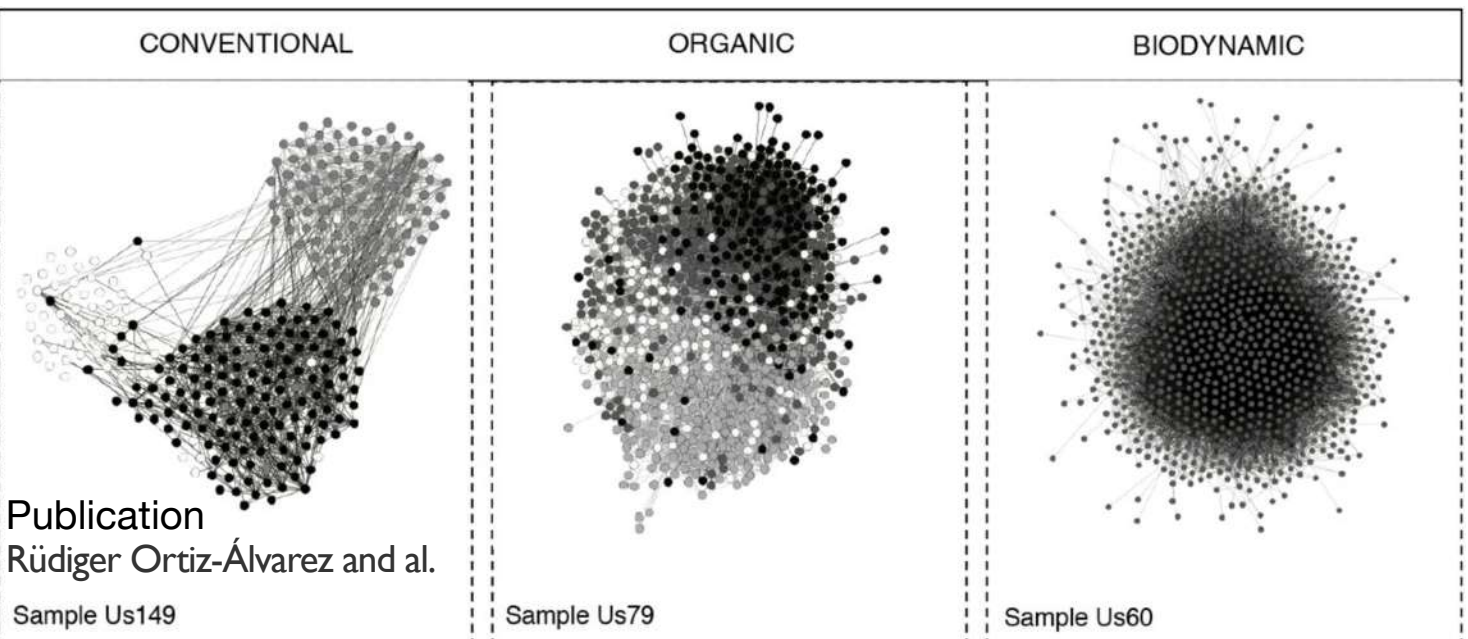 CONVENTIONAL
ORGANIC
BIODYNAMIC
Publication
Rüdiger Ortiz-Álvarez and al.
Sample Us149
Sample Us79
Sample Us60